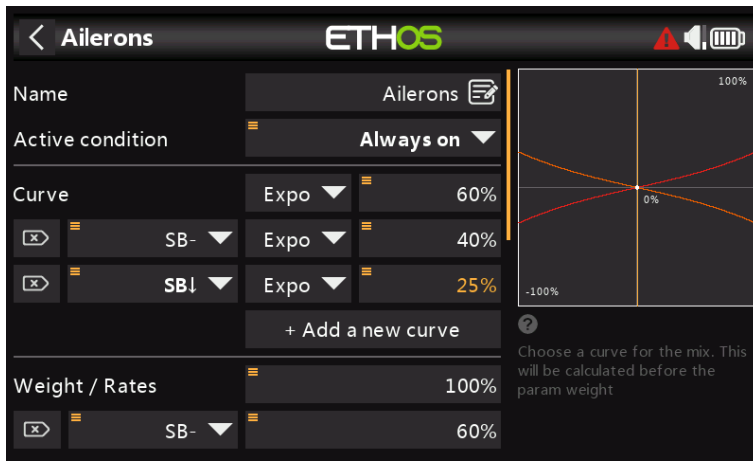 Ailerons
ETHOS
Name
Ailerons
Active condition
Always on
Curve
Expo
60%
SB-
Expo
40%
SB↓
Expo
25%
+ Add a new curve
Weight / Rates
100%
SB-
60%
100%
0%
-100%
?
Choose a curve for the mix. This
will be calculated before the
param weight